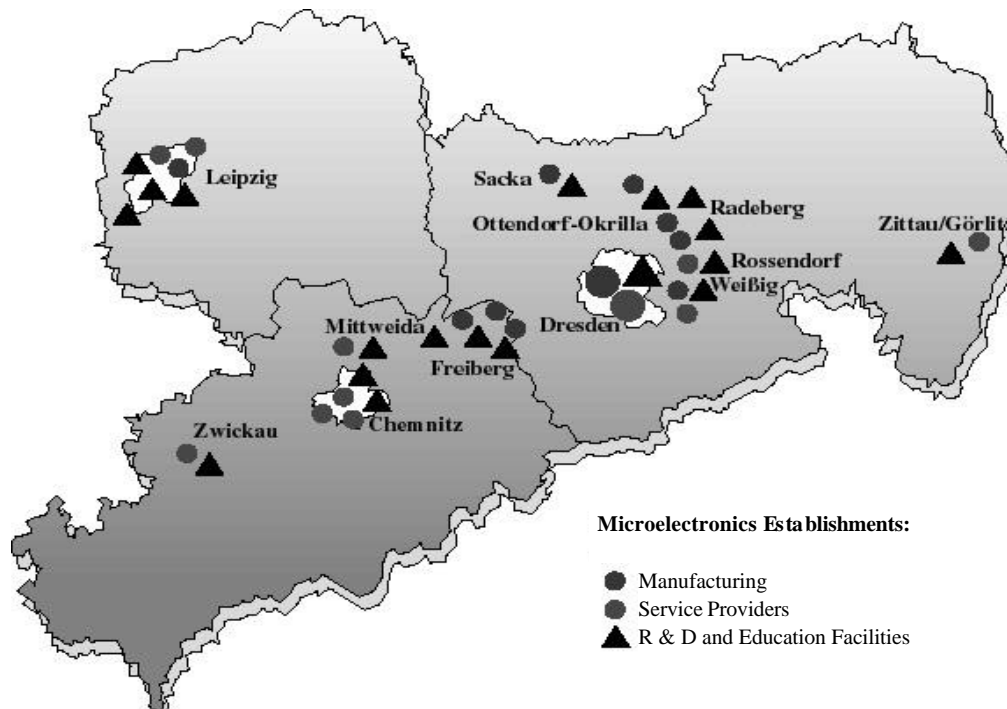 Leipzig
Sacka
Ottendorf-Okrilla
Radeberg
Zittau/Görlitz
Rossendorf
Weißig
Dresden
Mittweida
Freiberg
Chemnitz
Zwickau
Microelectronics Establishments:
Manufacturing
Service Providers
R & D and Education Facilities